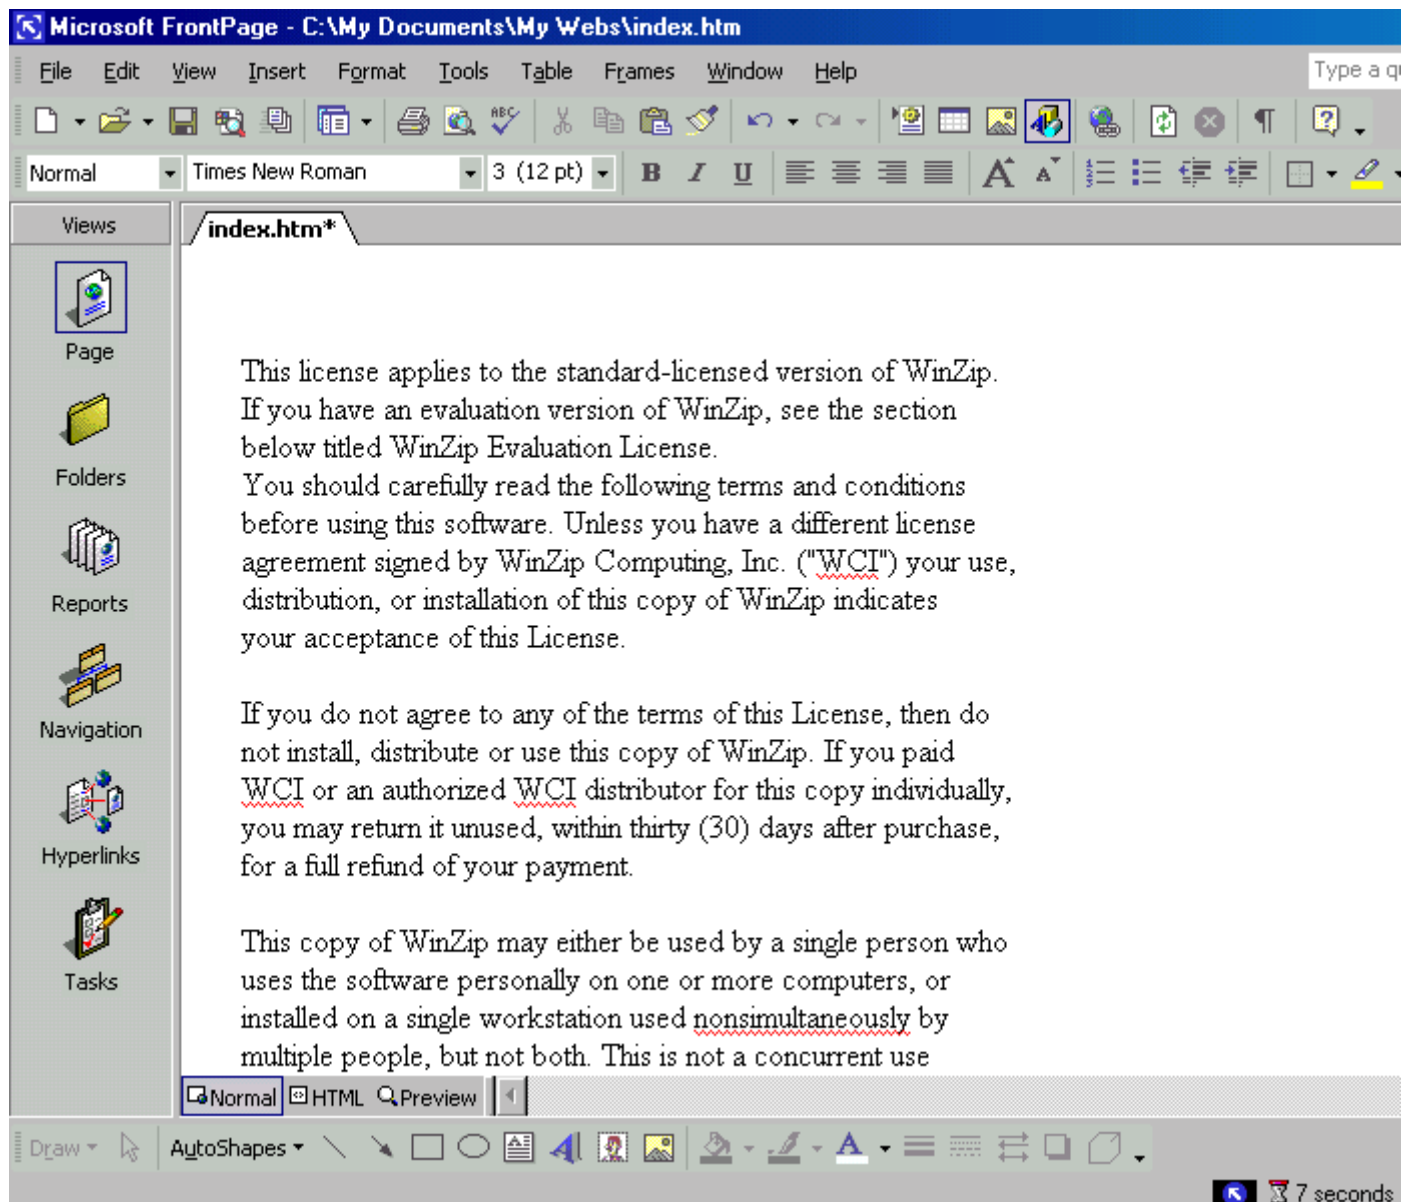 Microsoft FrontPage - C:\My Documents\My Webs\index.htm
File Edit View Insert Format Tools Table Frames Window Help
Type a
Normal Times New Roman 3 (12 pt) B I U A A
Views
index.htm*
Page
Folders
Reports
Navigation
Hyperlinks
Tasks
This license applies to the standard-licensed version of WinZip.
If you have an evaluation version of WinZip, see the section
below titled WinZip Evaluation License.
You should carefully read the following terms and conditions
before using this software. Unless you have a different license
agreement signed by WinZip Computing, Inc. ("WCI") your use,
distribution, or installation of this copy of WinZip indicates
your acceptance of this License.
If you do not agree to any of the terms of this License, then do
not install, distribute or use this copy of WinZip. If you paid
WCI or an authorized WCI distributor for this copy individually,
you may return it unused, within thirty (30) days after purchase,
for a full refund of your payment.
This copy of WinZip may either be used by a single person who
uses the software personally on one or more computers, or
installed on a single workstation used nonsimultaneously by
multiple people, but not both. This is not a concurrent use
Normal HTML Preview
Draw AutoShapes
7 seconds